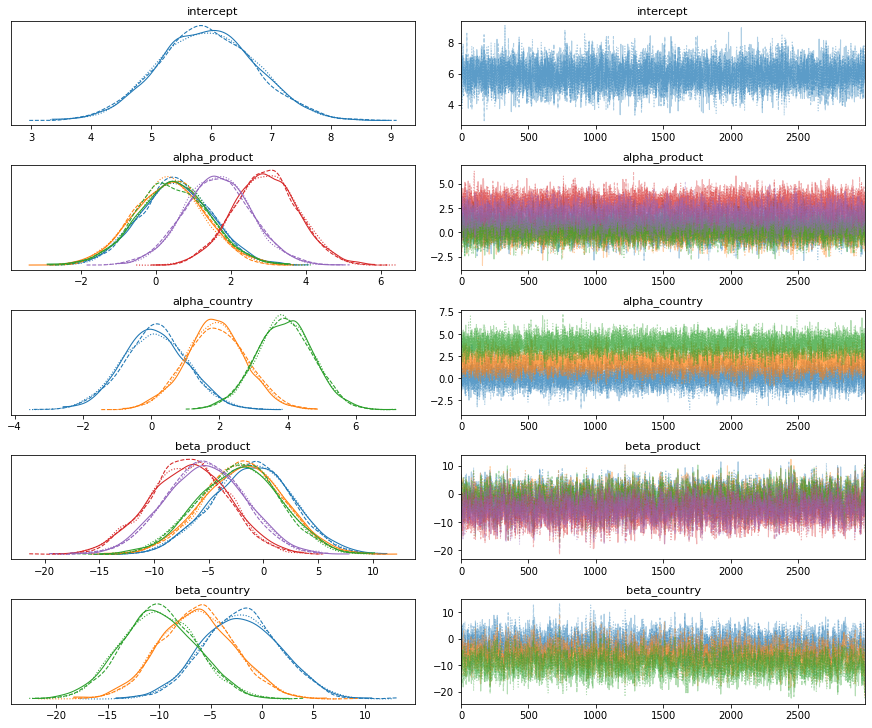 intercept intercept
8
6
4
3 4 5 6 7 8 9 0 500 1000 1500 2000 2500
alpha_product alpha_product
5.0
2.5
0.0
−2.5
−2 0 2 4 6 0 500 1000 1500 2000 2500
alpha_country alpha_country
7.5
5.0
2.5
0.0
−2.5
−4 −2 0 2 4 6 0 500 1000 1500 2000 2500
beta_product beta_product
10
0
−10
−20
−20 −15 −10 −5 0 5 10 0 500 1000 1500 2000 2500
beta_country beta_country
10
0
−10
−20
−20 −15 −10 −5 0 5 10 0 500 1000 1500 2000 2500